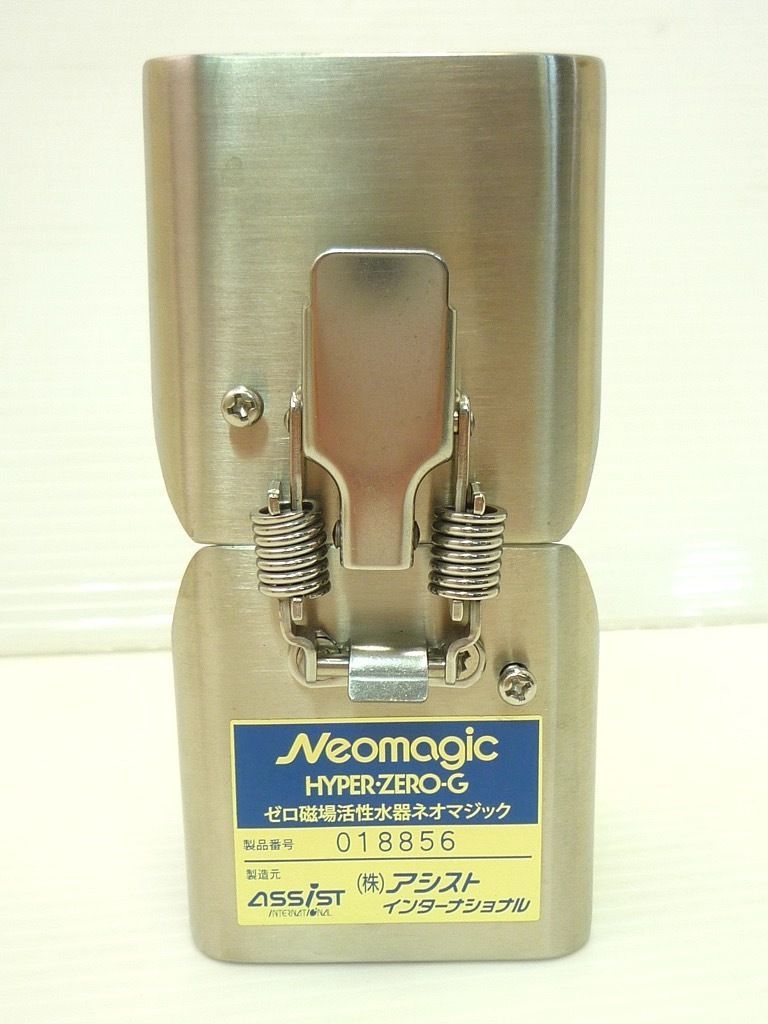 Neomagic
HYPER·ZERO-G
ゼロ磁場活性水器ネオマジック
製品番号 018856
製造元
ASSIST
INTERNATIONAL
(株)アシスト
インターナショナル